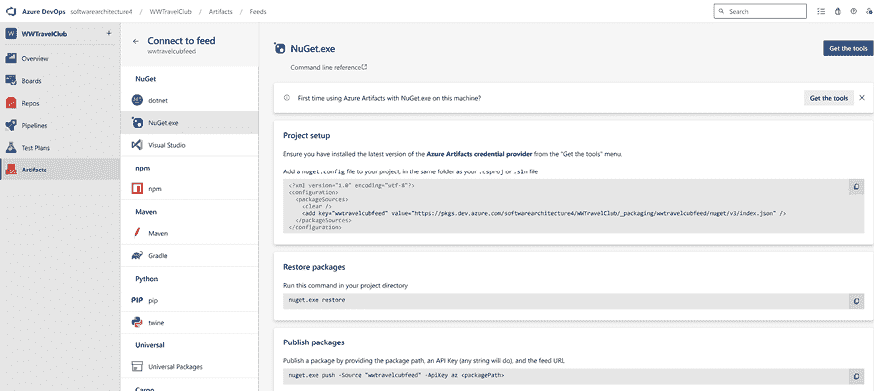 Azure DevOps softwarearchitecture4 / WWTravelClub / Artifacts / Feeds
Search
WWTravelClub +
Overview
Boards
Repos
Pipelines
Test Plans
Artifacts
Connect to feed
wwtravelcubfeed
NuGet
dotnet
NuGet.exe
Visual Studio
npm
npm
Maven
Maven
Gradle
Python
PIP pip
twine
Universal
Universal Packages
Cargo
NuGet.exe
Get the tools
Command line reference
First time using Azure Artifacts with NuGet.exe on this machine?
Get the tools
Project setup
Ensure you have installed the latest version of the Azure Artifacts credential provider from the "Get the tools" menu.
Add a nuget.config file to your project, in the same folder as your .csproj or .sln file
<?xml version="1.0" encoding="utf-8"?>
<configuration>
<packageSources>
<clear />
<add key="wwtravelcubfeed" value="https://pkgs.dev.azure.com/softwarearchitecture4/WWTravelClub/_packaging/wwtravelcubfeed/nuget/v3/index.json" />
</packageSources>
</configuration>
Restore packages
Run this command in your project directory
nuget.exe restore
Publish packages
Publish a package by providing the package path, an API Key (any string will do), and the feed URL
nuget.exe push -Source "wwtravelcubfeed" -ApiKey az <packagePath>